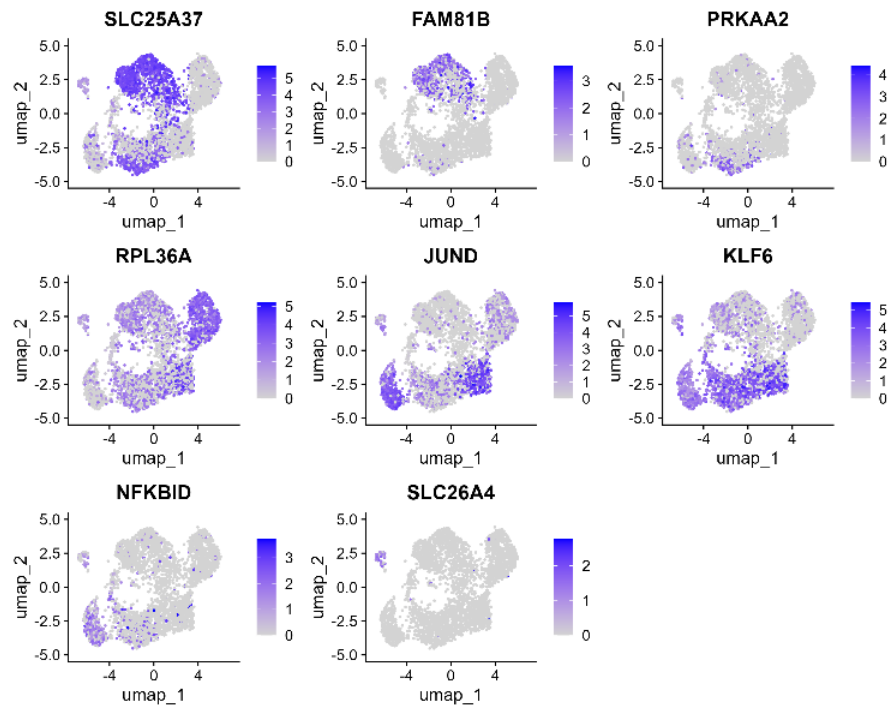 SLC25A37 FAM81B PRKAA2
5.0 5.0 5.0
2.5 2.5 2.5
0.0 0.0 0.0
-2.5 -2.5 -2.5
-5.0 -5.0 -5.0
umap_2 umap_2 umap_2
5 4 3 2 1 0
3 2 1 0
4 3 2 1 0
-4 0 4 -4 0 4 -4 0 4
umap_1 umap_1 umap_1
RPL36A JUND KLF6
5.0 5.0 5.0
2.5 2.5 2.5
0.0 0.0 0.0
-2.5 -2.5 -2.5
-5.0 -5.0 -5.0
umap_2 umap_2 umap_2
5 4 3 2 1 0
5 4 3 2 1 0
5 4 3 2 1 0
-4 0 4 -4 0 4 -4 0 4
umap_1 umap_1 umap_1
NFKBID SLC26A4
5.0 5.0
2.5 2.5
0.0 0.0
-2.5 -2.5
-5.0 -5.0
umap_2 umap_2
3 2 1 0
2 1 0
-4 0 4 -4 0 4
umap_1 umap_1